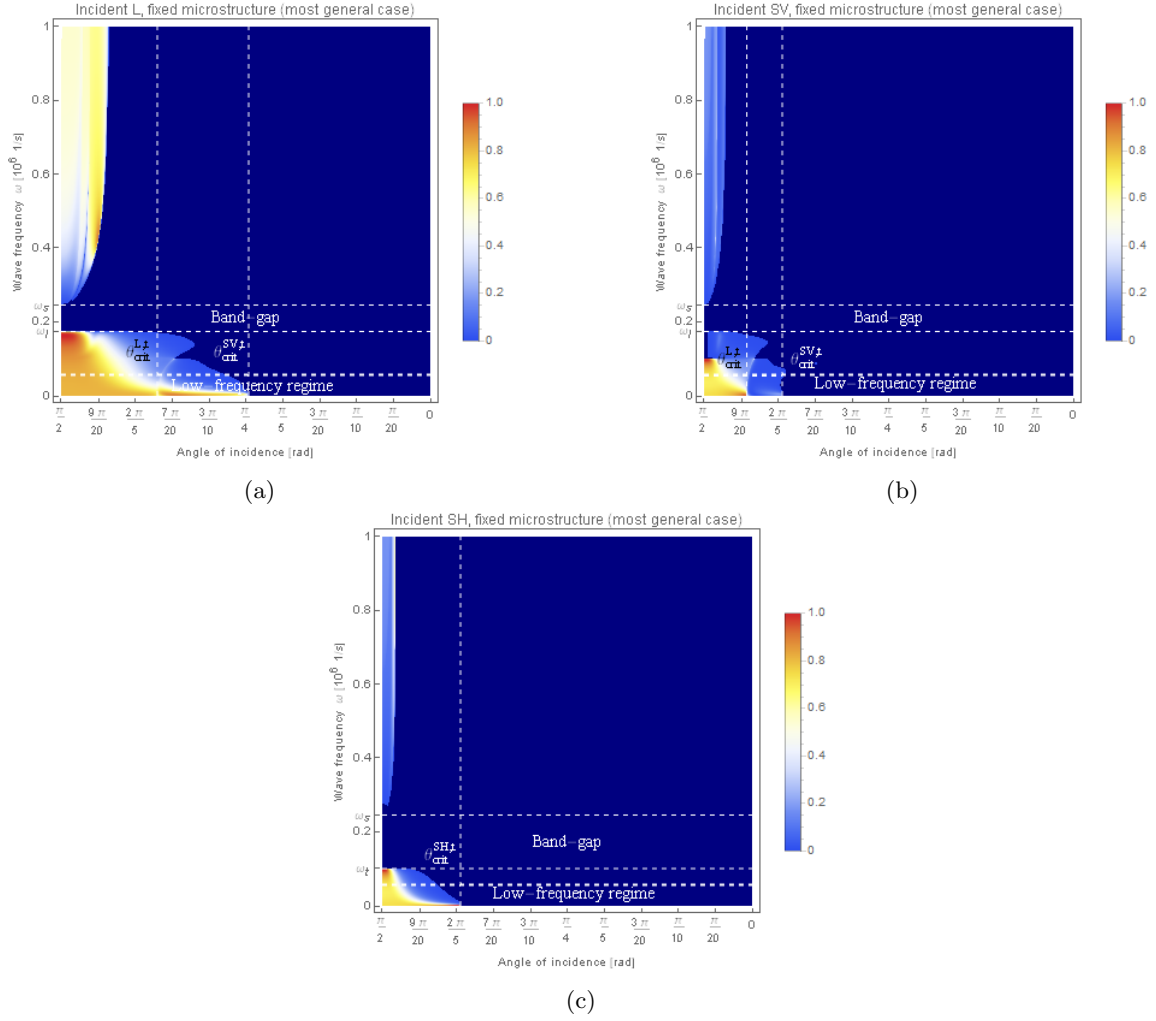 Incident L, fixed microstructure (most general case)
1
0.8
0.6
0.4
ω_s
0.2
ω_l
0
Wave frequency ω [10^6 1/s]
Band-gap
θ_crit^{L,t}
θ_crit^{SV,t}
Low-frequency regime
π/2
9π/20
2π/5
7π/20
3π/10
π/4
π/5
3π/20
π/10
π/20
0
Angle of incidence [rad]
1.0
0.8
0.6
0.4
0.2
0
(a)
Incident SV, fixed microstructure (most general case)
1
0.8
0.6
0.4
ω_s
0.2
ω_l
0
Wave frequency ω [10^6 1/s]
Band-gap
θ_crit^{L,t}
θ_crit^{SV,t}
Low-frequency regime
π/2
9π/20
2π/5
7π/20
3π/10
π/4
π/5
3π/20
π/10
π/20
0
Angle of incidence [rad]
1.0
0.8
0.6
0.4
0.2
0
(b)
Incident SH, fixed microstructure (most general case)
1
0.8
0.6
0.4
ω_s
0.2
ω_t
0
Wave frequency ω [10^6 1/s]
Band-gap
θ_crit^{SH,t}
Low-frequency regime
π/2
9π/20
2π/5
7π/20
3π/10
π/4
π/5
3π/20
π/10
π/20
0
Angle of incidence [rad]
1.0
0.8
0.6
0.4
0.2
0
(c)